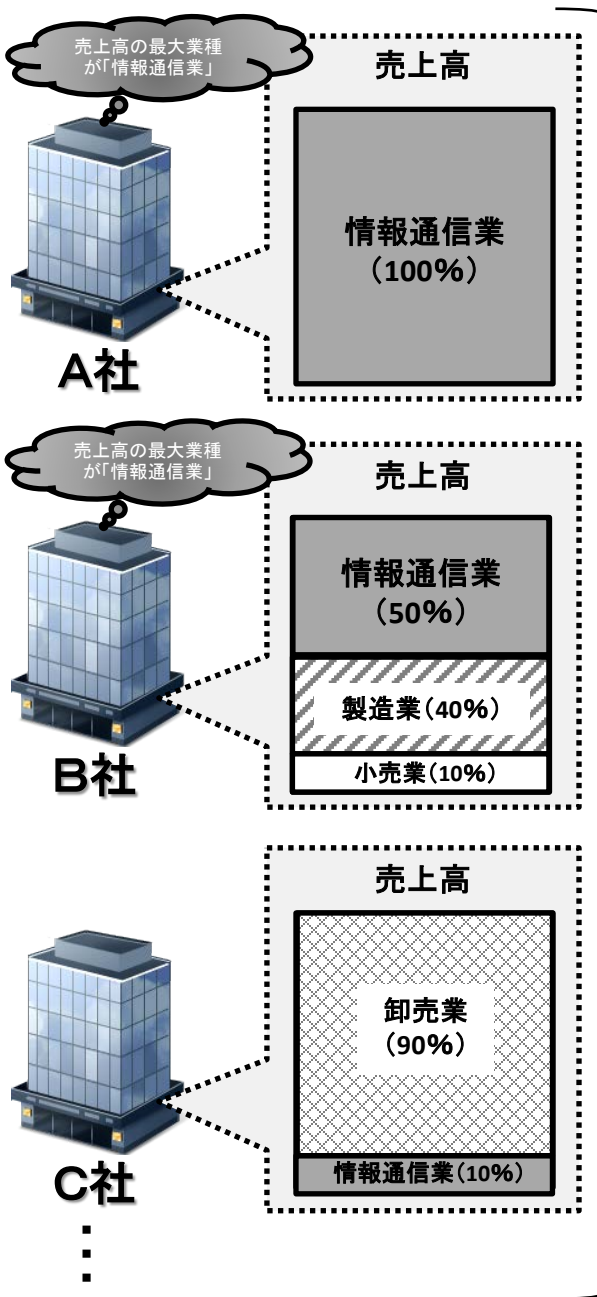 売上高の最大業種
が「情報通信業」
売上高
情報通信業
（100％）
A社
売上高の最大業種
が「情報通信業」
売上高
情報通信業
（50％）
製造業（40％）
小売業（10％）
B社
売上高
卸売業
（90％）
情報通信業（10％）
C社
⋮